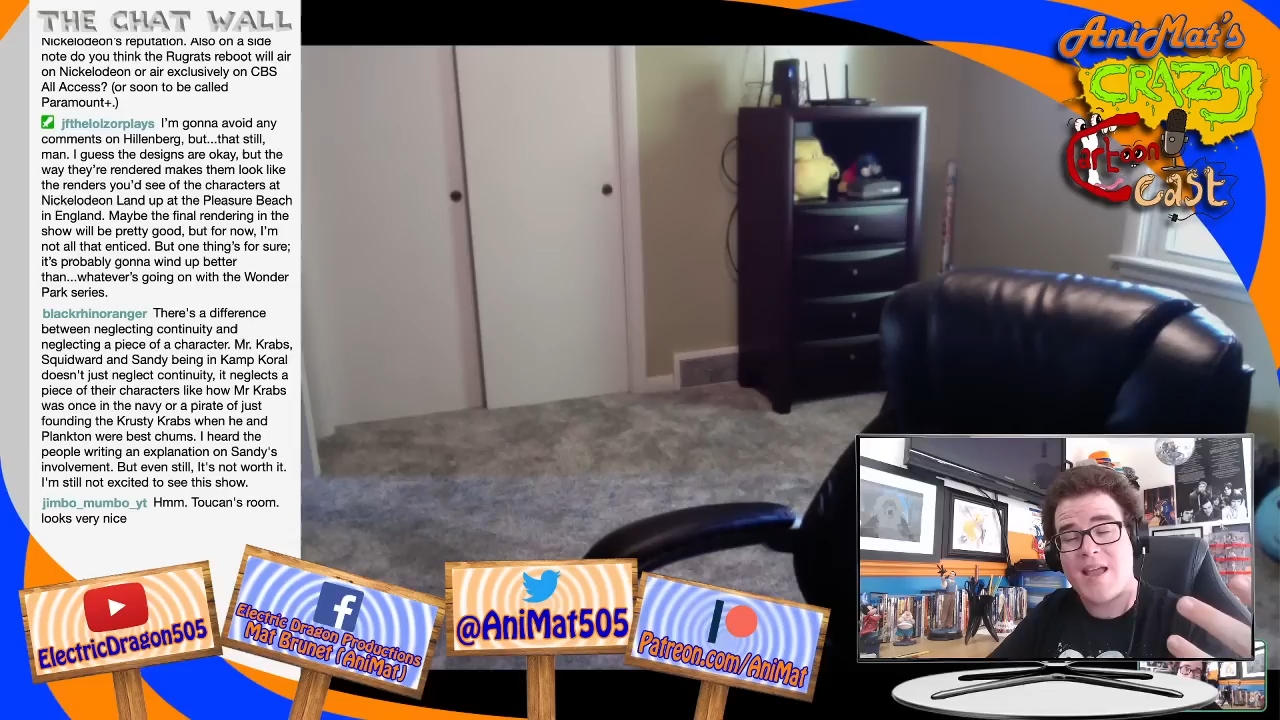 THE CHAT WALL
Nickelodeon's reputation. Also on a side
note do you think the Rugrats reboot will air
on Nickelodeon or air exclusively on CBS
All Access? (or soon to be called
Paramount+.)
jfthelolzorplays I'm gonna avoid any
comments on Hillenberg, but...that still,
man. I guess the designs are okay, but the
way they're rendered makes them look like
the renders you'd see of the characters at
Nickelodeon Land up at the Pleasure Beach
in England. Maybe the final rendering in the
show will be pretty good, but for now, I'm
not all that enticed. But one thing's for sure;
it's probably gonna wind up better
than...whatever's going on with the Wonder
Park series.
blackrhinoranger There's a difference
between neglecting continuity and
neglecting a piece of a character. Mr. Krabs,
Squidward and Sandy being in Kamp Koral
doesn't just neglect continuity, it neglects a
piece of their characters like how Mr Krabs
was once in the navy or a pirate of just
founding the Krusty Krabs when he and
Plankton were best chums. I heard the
people writing an explanation on Sandy's
involvement. But even still, It's not worth it.
I'm still not excited to see this show.
jimbo_mumbo_yt Hmm. Toucan's room.
looks very nice
AniMat's
CRAZY
Cartoon
Cast
ElectricDragon505
Electric Dragon Productions
Mat Brunet (AniMat)
@AniMat505
Patreon.com/AniMat